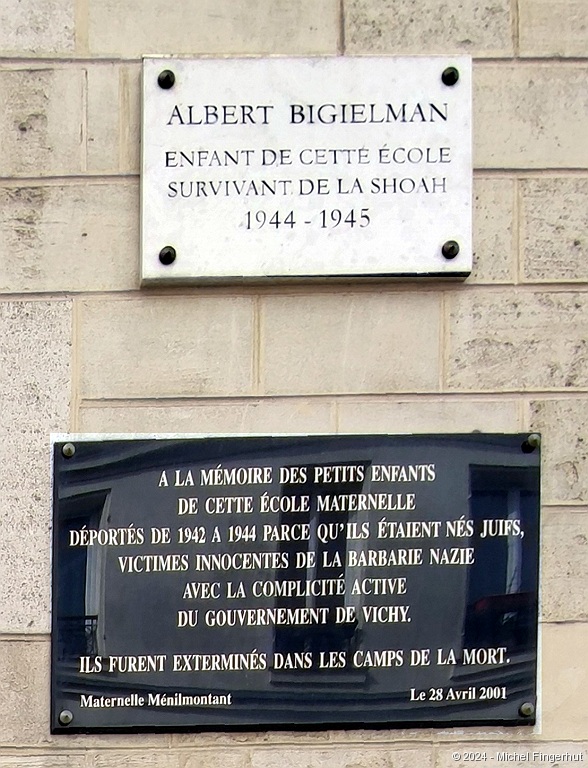 ALBERT BIGIELMAN
ENFANT DE CETTE ÉCOLE
SURVIVANT DE LA SHOAH
1944 - 1945
A LA MÉMOIRE DES PETITS ENFANTS
DE CETTE ÉCOLE MATERNELLE
DÉPORTÉS DE 1942 A 1944 PARCE QU'ILS ÉTAIENT NÉS JUIFS,
VICTIMES INNOCENTES DE LA BARBARIE NAZIE
AVEC LA COMPLICITÉ ACTIVE
DU GOUVERNEMENT DE VICHY.
ILS FURENT EXTERMINÉS DANS LES CAMPS DE LA MORT.
Maternelle Ménilmontant Le 28 Avril 2001
© 2024 - Michel Fingerhut